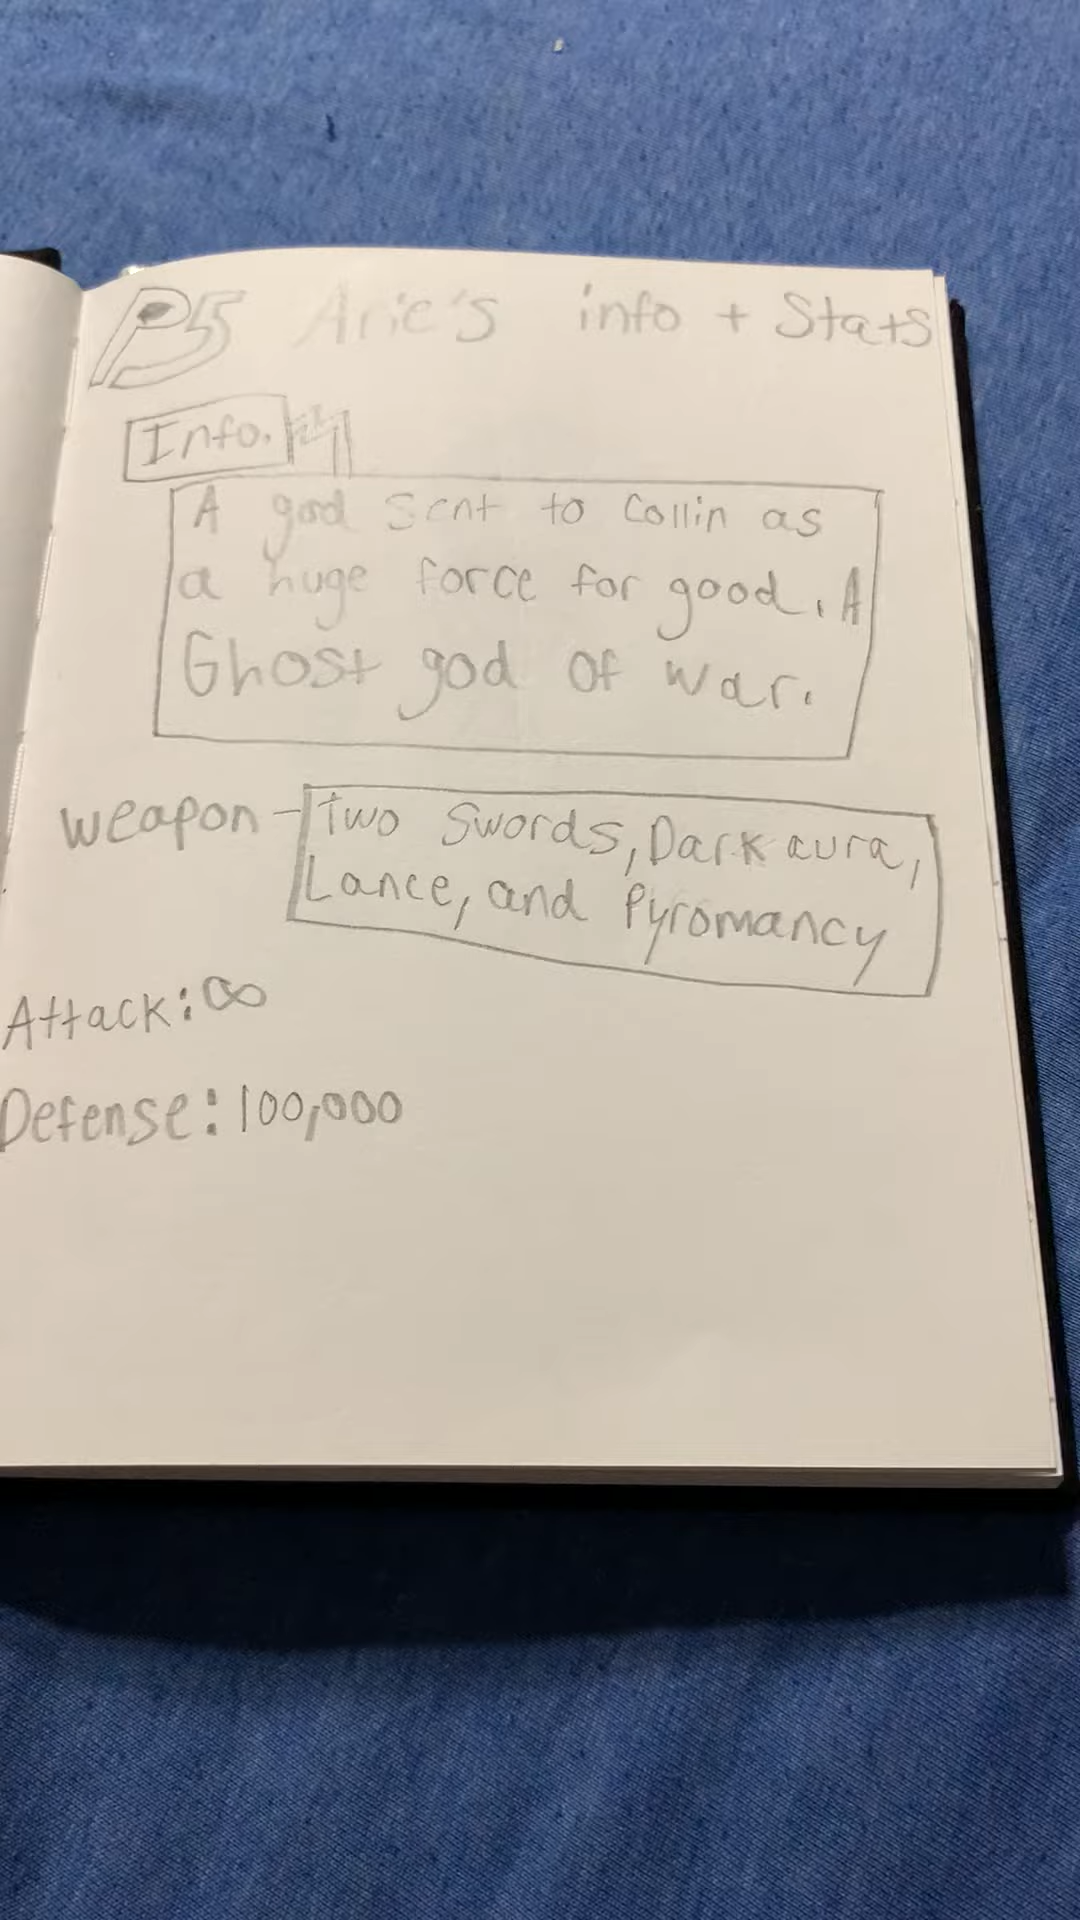 P5 Arie's info + Stats
Info.
A god sent to Collin as
a huge force for good. A
Ghost god of war.
weapon - Two Swords, Dark aura,
Lance, and Pyromancy
Attack: ∞
Defense: 100,000